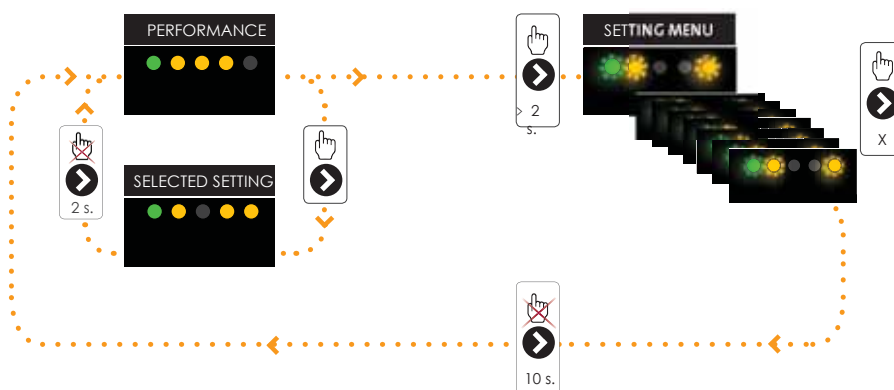 PERFORMANCE
SETTING MENU
> 2
s.
X
2 s.
SELECTED SETTING
10 s.